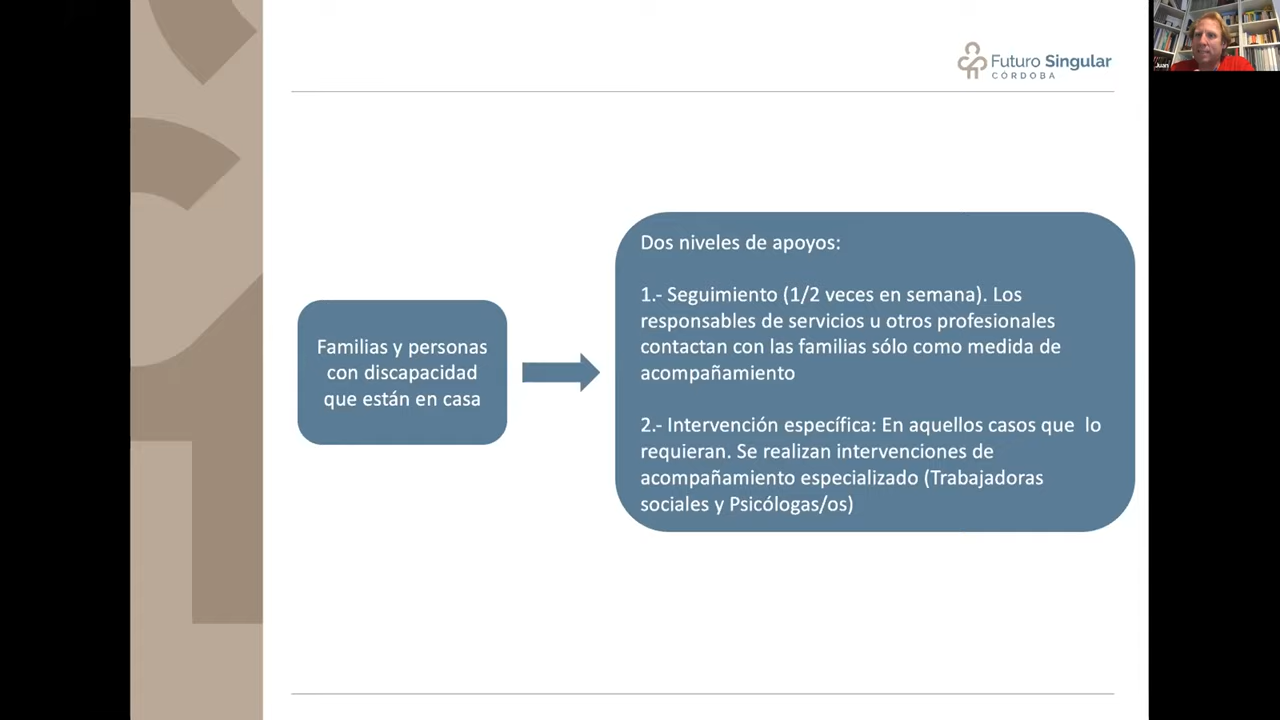 Futuro Singular
CÓRDOBA
Juan
Familias y personas
con discapacidad
que están en casa
Dos niveles de apoyos:
1.- Seguimiento (1/2 veces en semana). Los
responsables de servicios u otros profesionales
contactan con las familias sólo como medida de
acompañamiento
2.- Intervención específica: En aquellos casos que  lo
requieran. Se realizan intervenciones de
acompañamiento especializado (Trabajadoras
sociales y Psicólogas/os)